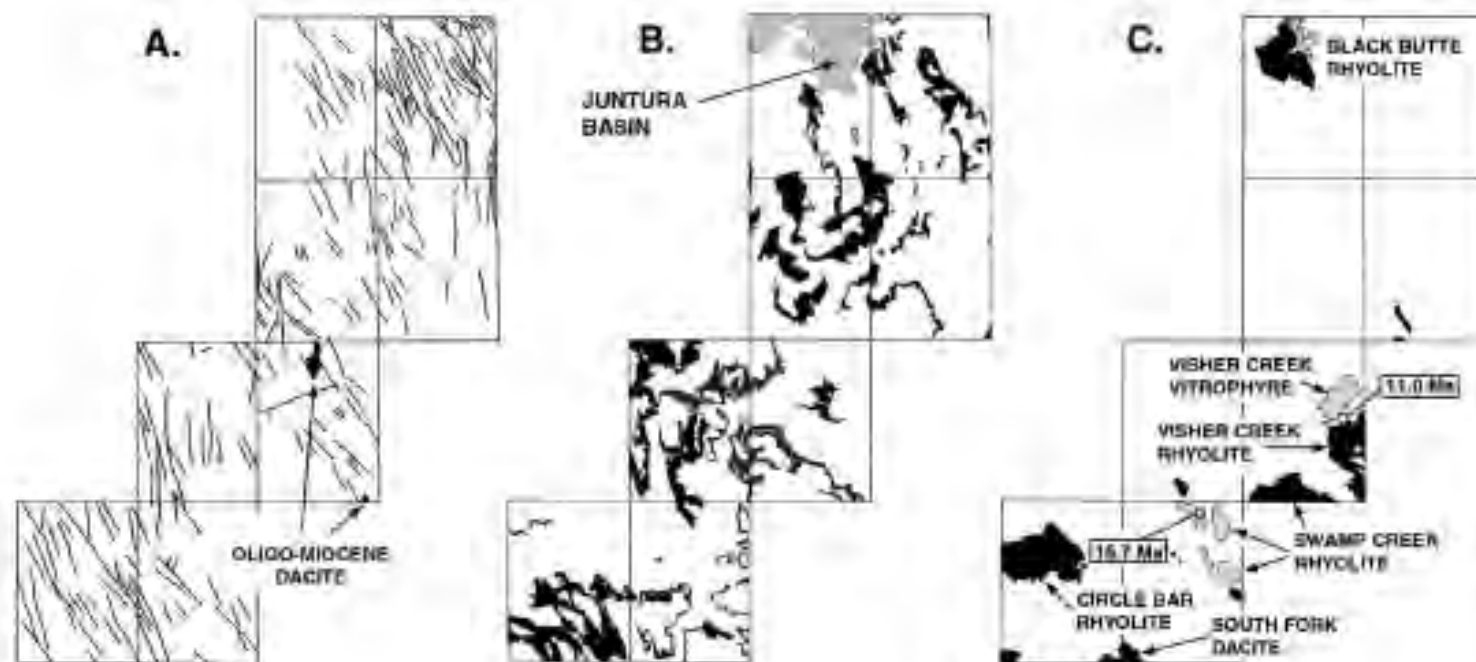 A.
OLIGO-MIOCENE
DACITE
B.
JUNTURA
BASIN
C.
BLACK BUTTE
RHYOLITE
VISHER CREEK
VITROPHYRE
11.0 Ma
VISHER CREEK
RHYOLITE
SWAMP CREEK
RHYOLITE
15.7 Ma
CIRCLE BAR
RHYOLITE
SOUTH FORK
DACITE